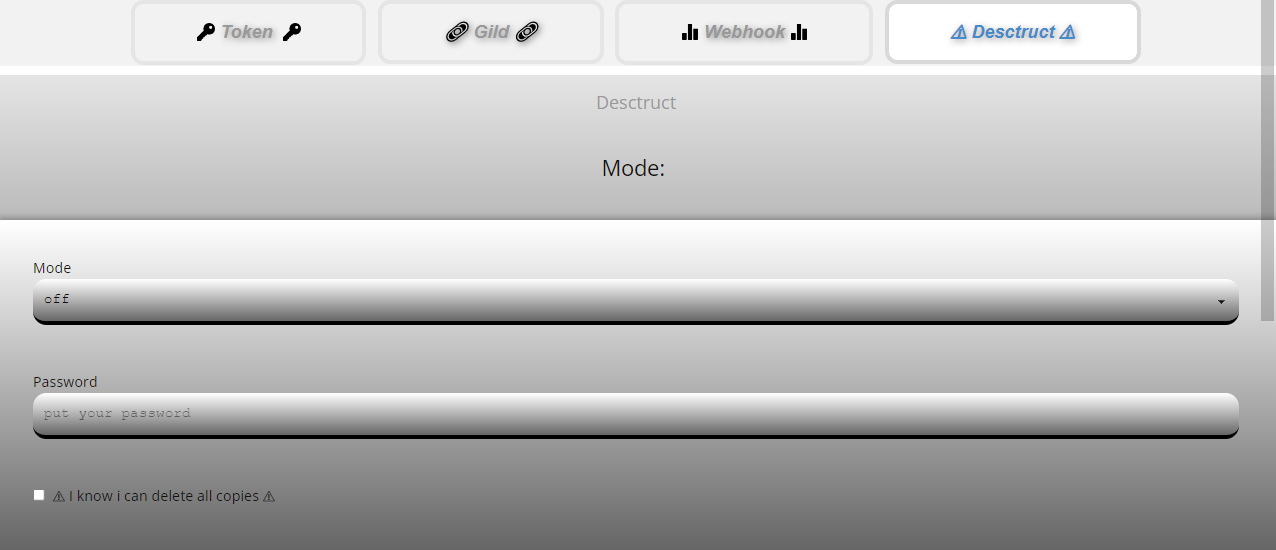 Token
Gild
Webhook
⚠ Desctruct ⚠
Desctruct
Mode:
Mode
off
Password
put your password
⚠ I know i can delete all copies ⚠